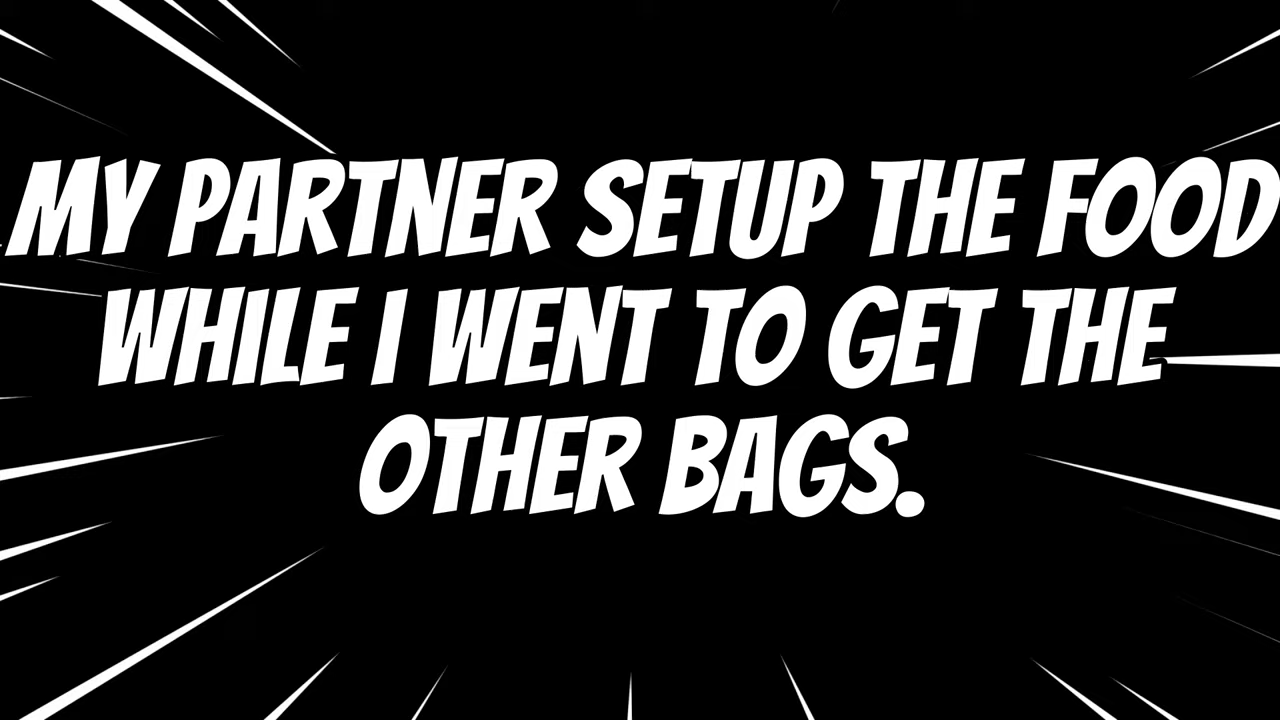 MY PARTNER SETUP THE FOOD
WHILE I WENT TO GET THE
OTHER BAGS.